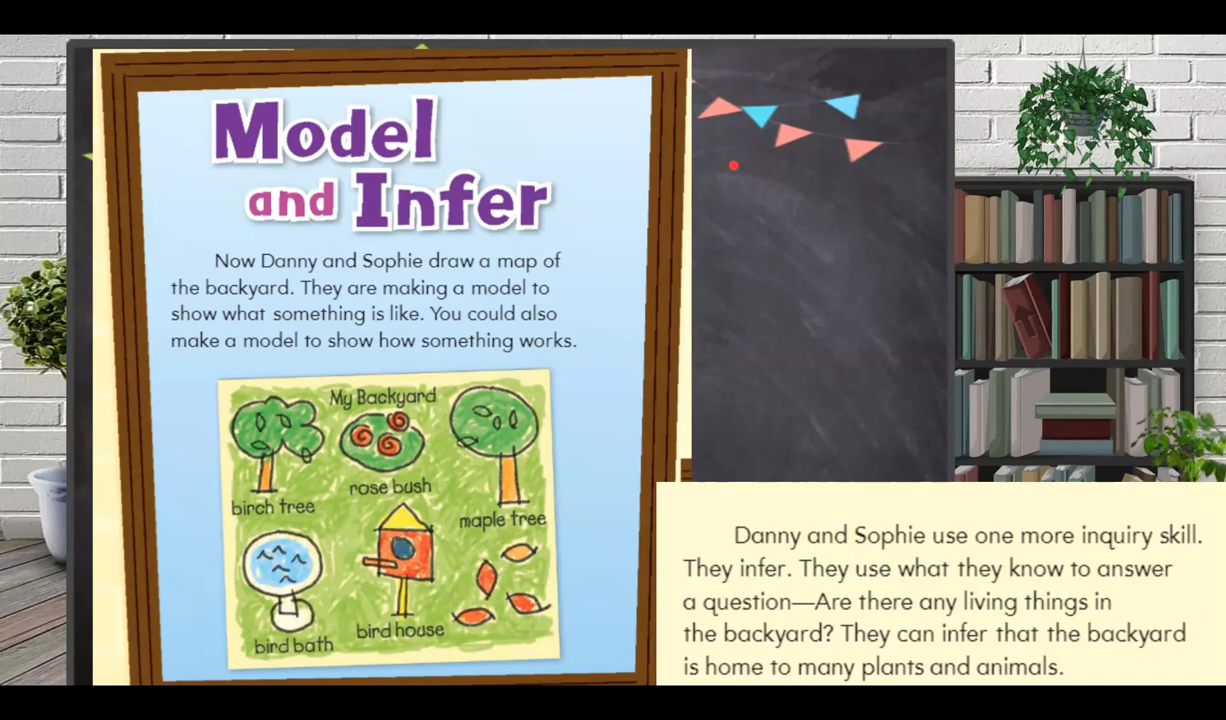 Model
and Infer
Now Danny and Sophie draw a map of
the backyard. They are making a model to
show what something is like. You could also
make a model to show how something works.
My Backyard
birch tree
rose bush
maple tree
bird bath
bird house
Danny and Sophie use one more inquiry skill.
They infer. They use what they know to answer
a question—Are there any living things in
the backyard? They can infer that the backyard
is home to many plants and animals.